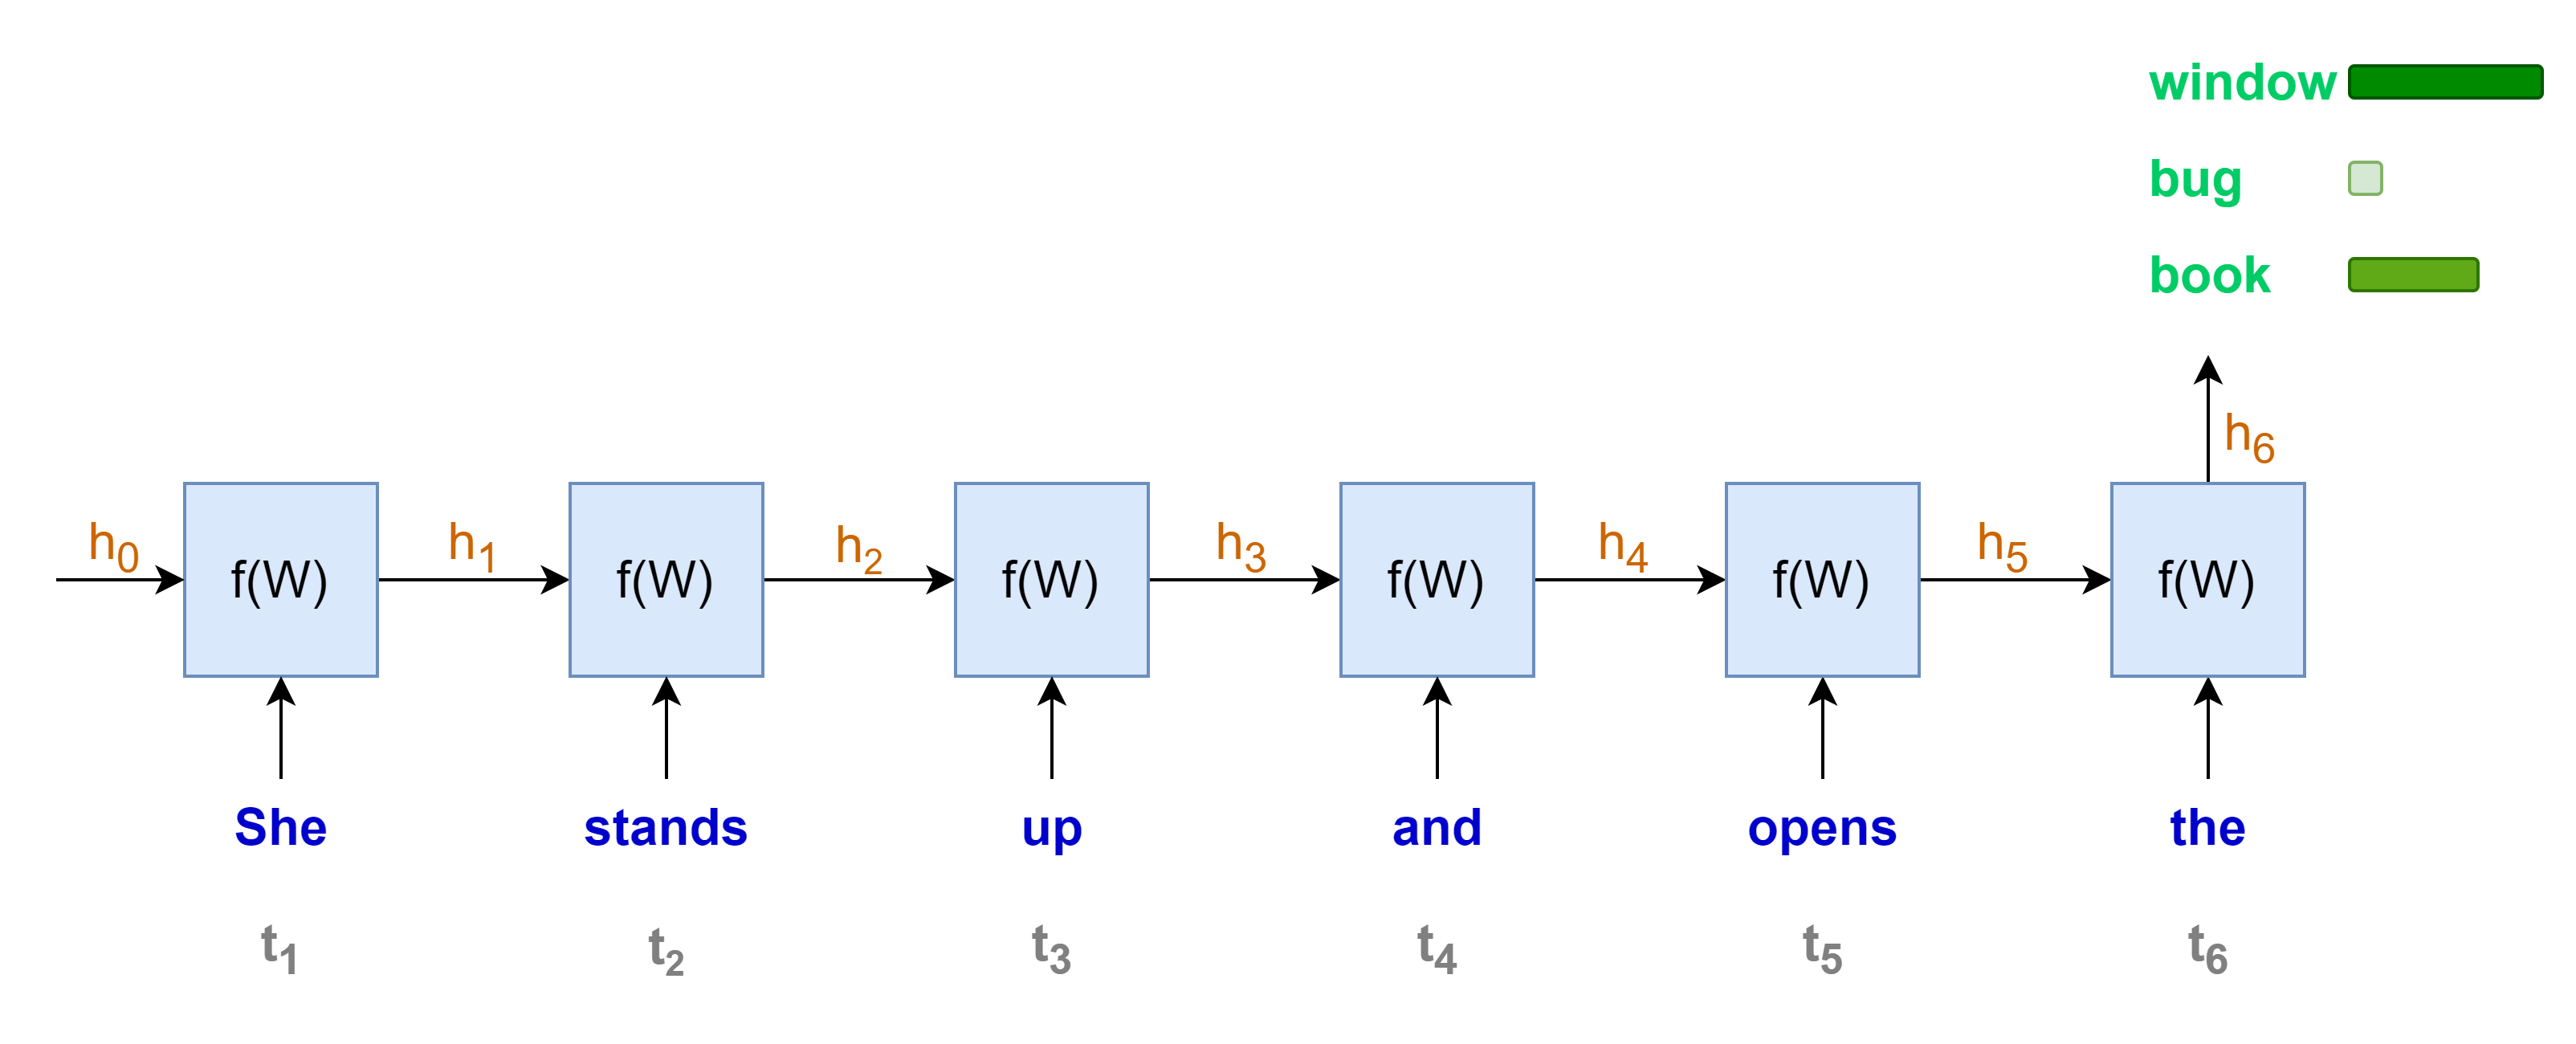 window
bug
book
h6
h0 h1 h2 h3 h4 h5
f(W) f(W) f(W) f(W) f(W) f(W)
She stands up and opens the
t1 t2 t3 t4 t5 t6